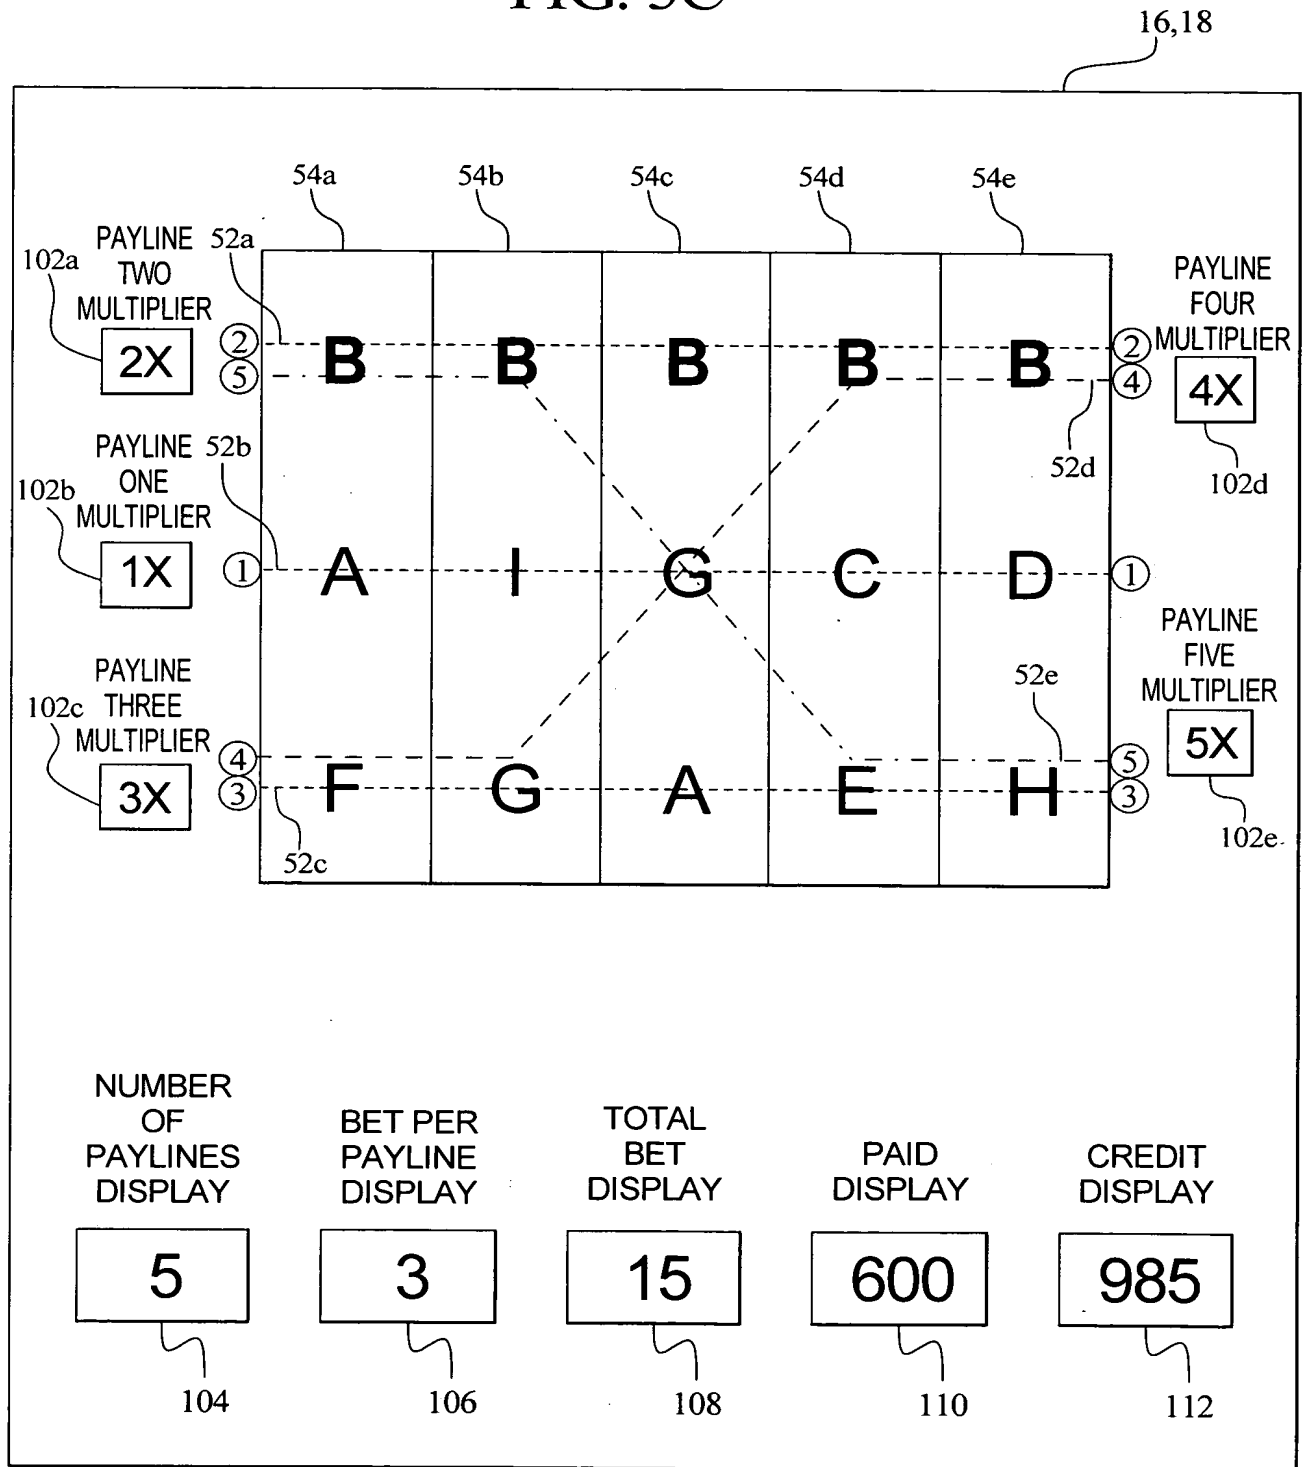 FIG. 5C
16,18
54a 54b 54c 54d 54e
PAYLINE
TWO
MULTIPLIER
102a
2X
52a
2 B B B B B 2
5 4
PAYLINE
FOUR
MULTIPLIER
4X
102d
52d
PAYLINE
ONE
MULTIPLIER
102b
1X
52b
1 A I G C D 1
PAYLINE
FIVE
MULTIPLIER
5X
102e
52e
PAYLINE
THREE
MULTIPLIER
102c
3X
4 5
3 F G A E H 3
52c
NUMBER
OF
PAYLINES
DISPLAY
5
104
BET PER
PAYLINE
DISPLAY
3
106
TOTAL
BET
DISPLAY
15
108
PAID
DISPLAY
600
110
CREDIT
DISPLAY
985
112